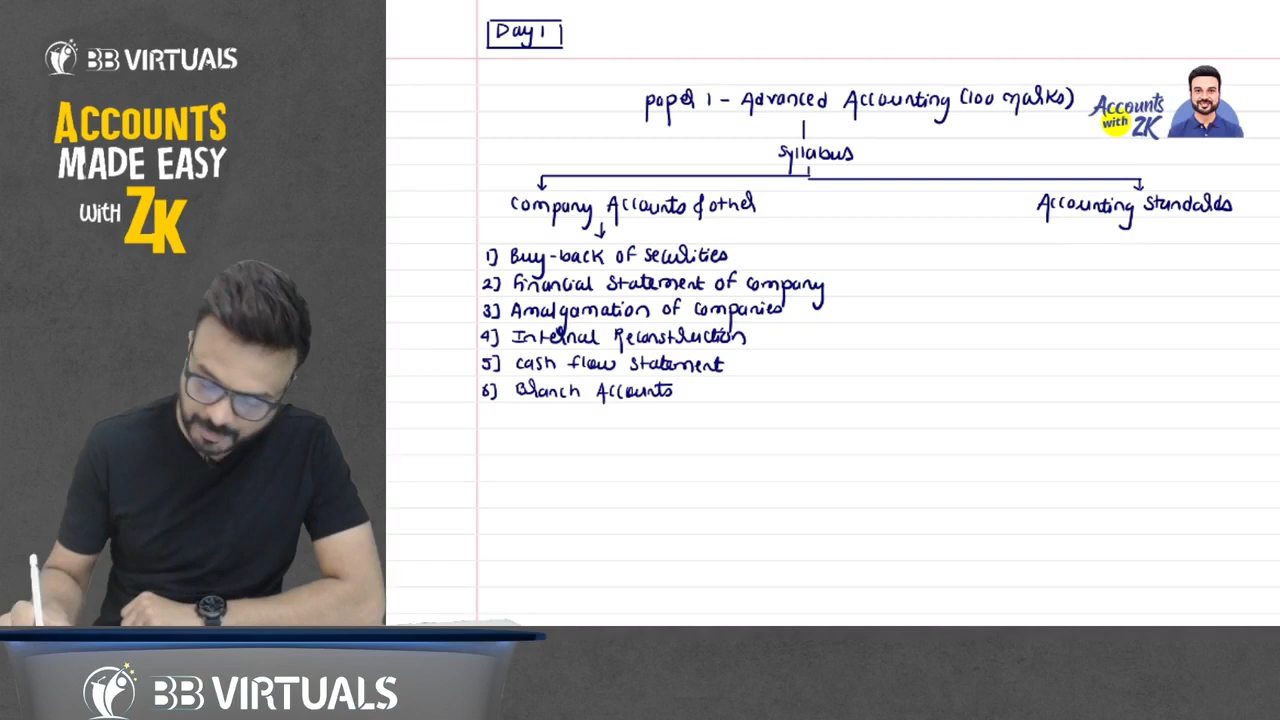 BB VIRTUALS
ACCOUNTS
MADE EASY
with ZK
Day 1
paper 1 - Advanced Accounting (100 marks)
Accounts
with
ZK
Syllabus
Company Accounts & other
Accounting Standards
1] Buy-back of securities
2] Financial Statement of company
3] Amalgamation of companies
4] Internal Reconstruction
5] cash flow statement
6] Branch Accounts
BB VIRTUALS